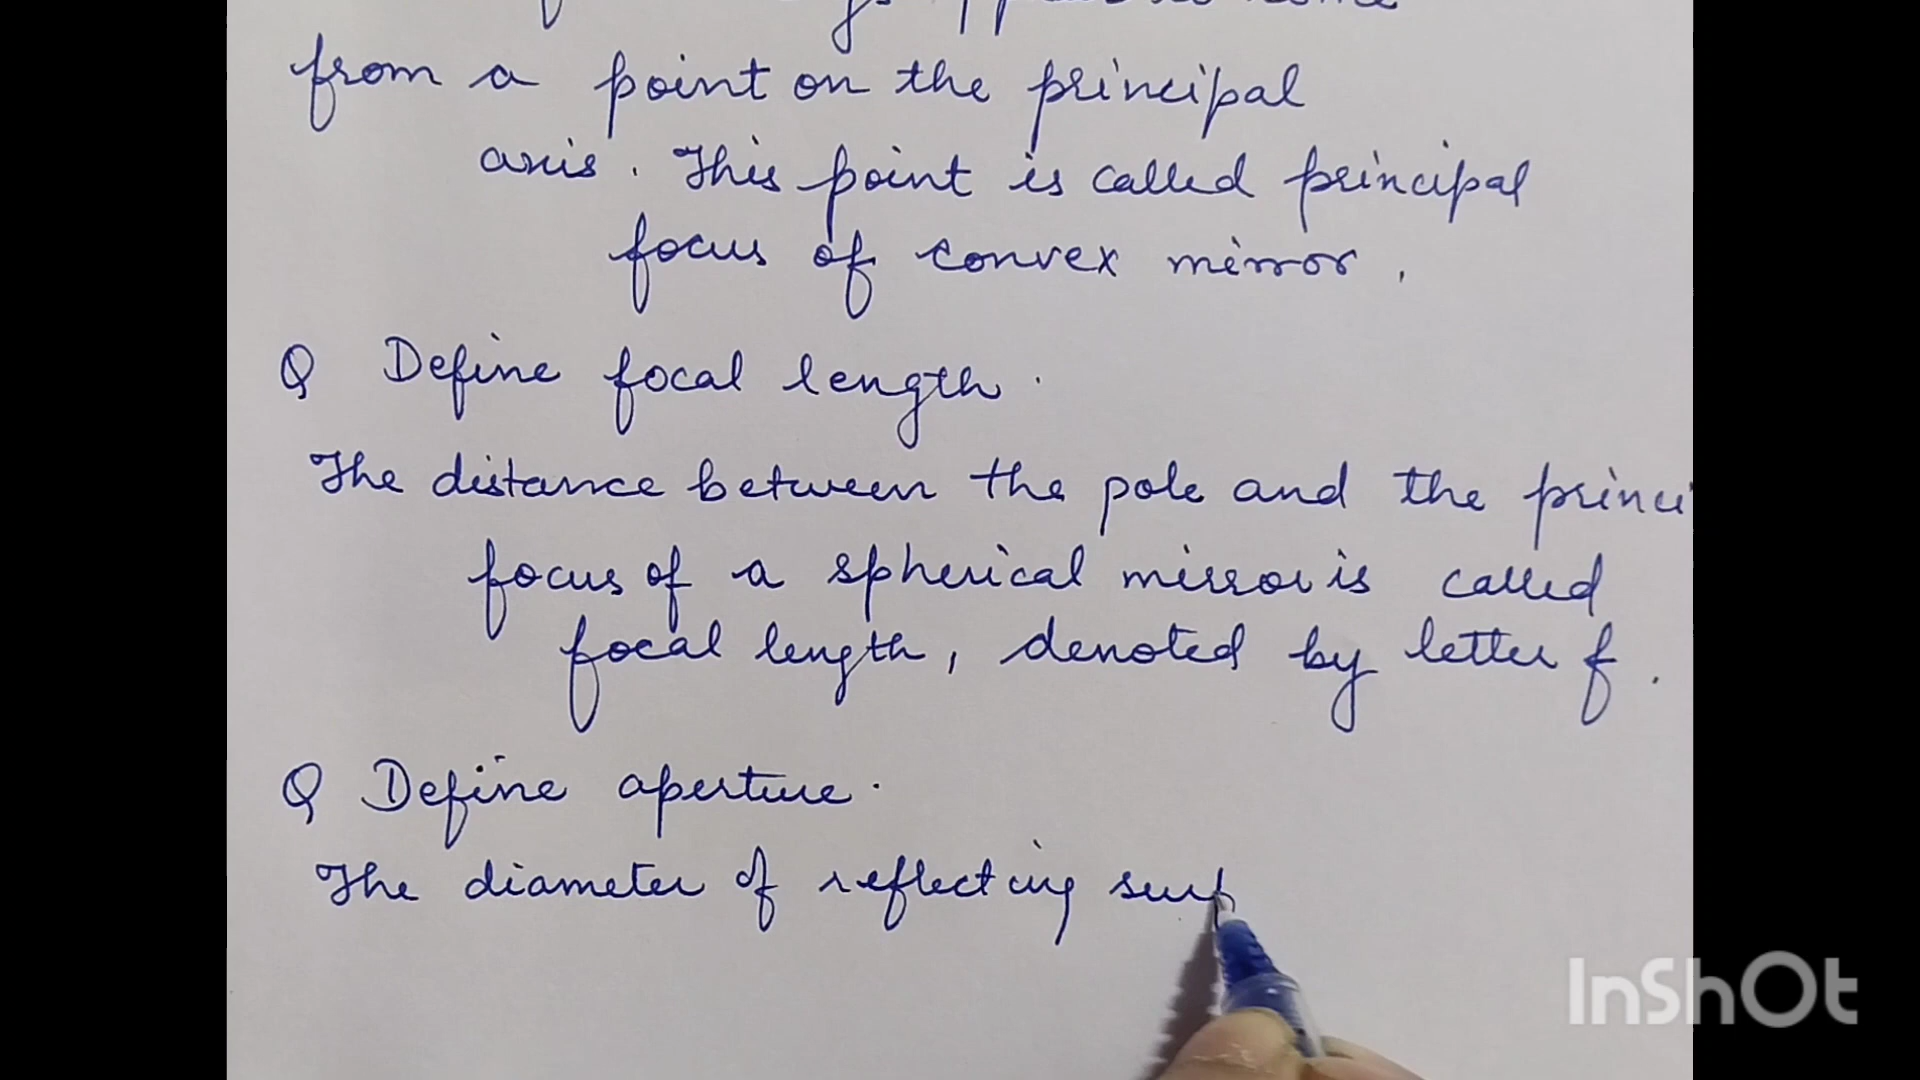 from a point on the principal
axis. This point is called principal
focus of convex mirror.
Q Define focal length.
The distance between the pole and the princi
focus of a spherical mirror is called
focal length, denoted by letter f.
Q Define aperture.
The diameter of reflecting surf
InShOt